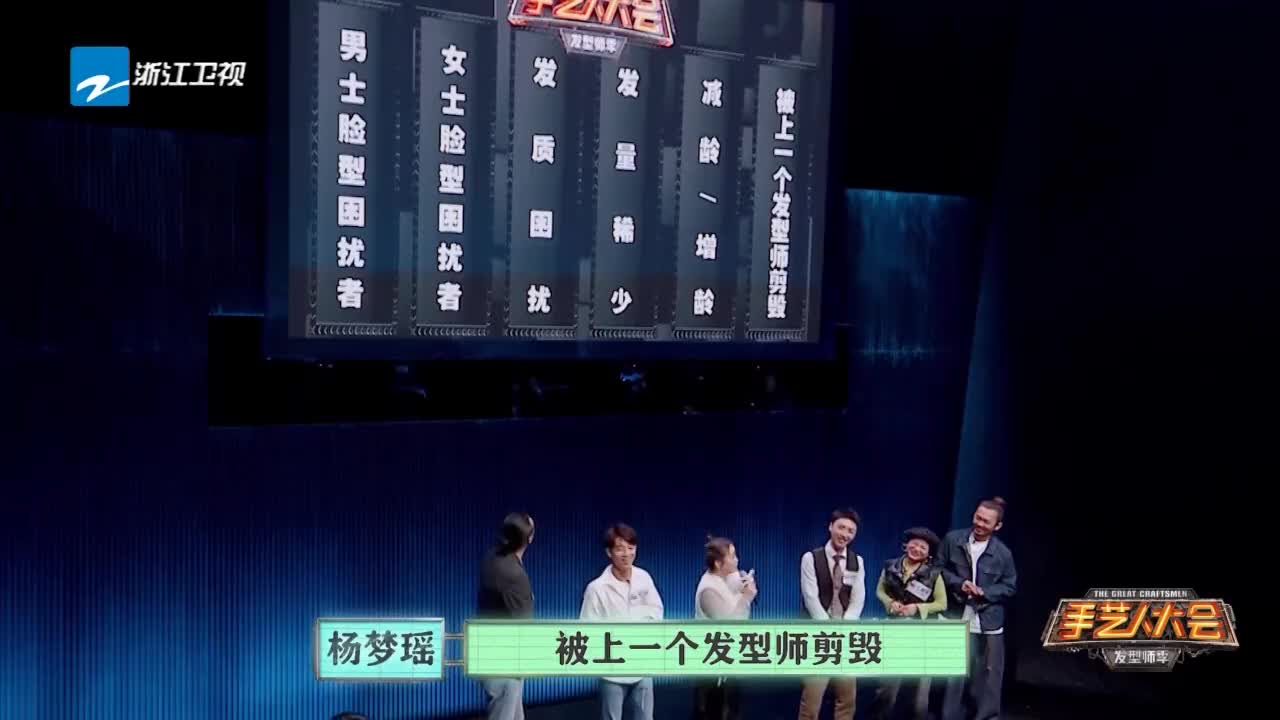 浙江卫视
手艺人大会
发型师季
男士脸型困扰者
女士脸型困扰者
发质困扰
发量稀少
减龄/增龄
被上一个发型师剪毁
杨梦瑶
被上一个发型师剪毁
THE GREAT CRAFTSMEN
手艺人大会
发型师季